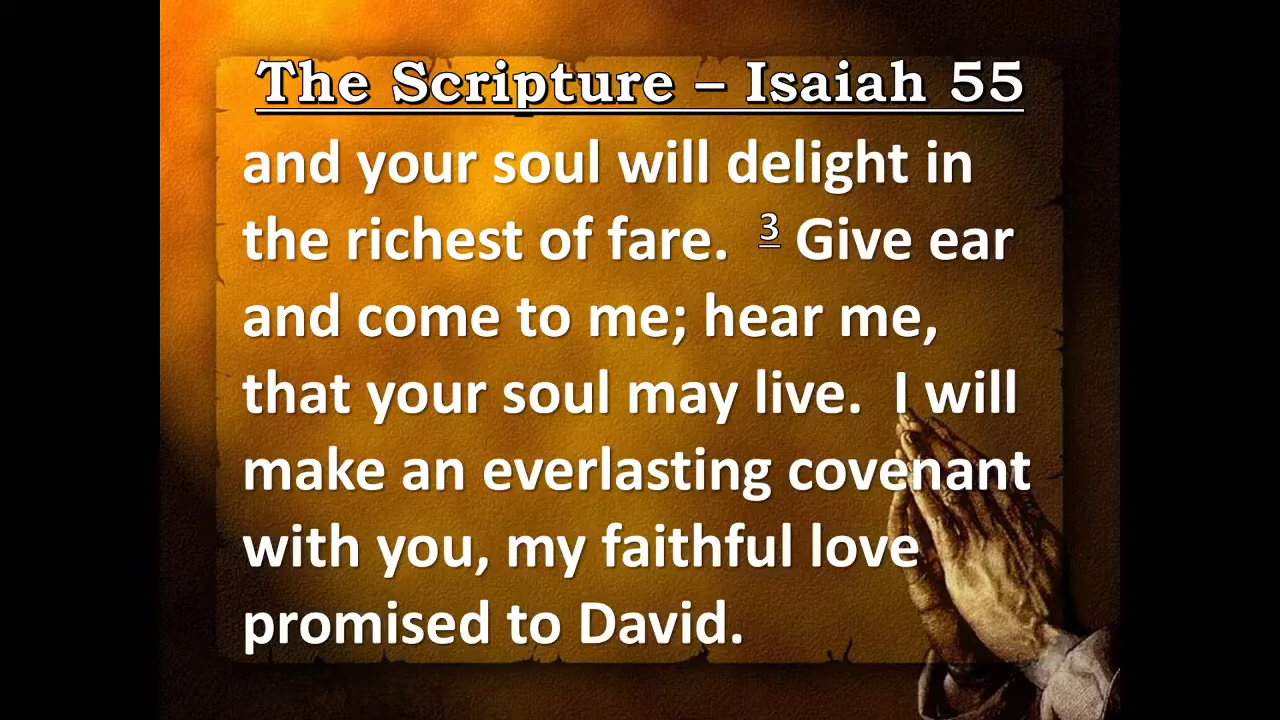 The Scripture – Isaiah 55
and your soul will delight in
the richest of fare.  3 Give ear
and come to me; hear me,
that your soul may live.  I will
make an everlasting covenant
with you, my faithful love
promised to David.